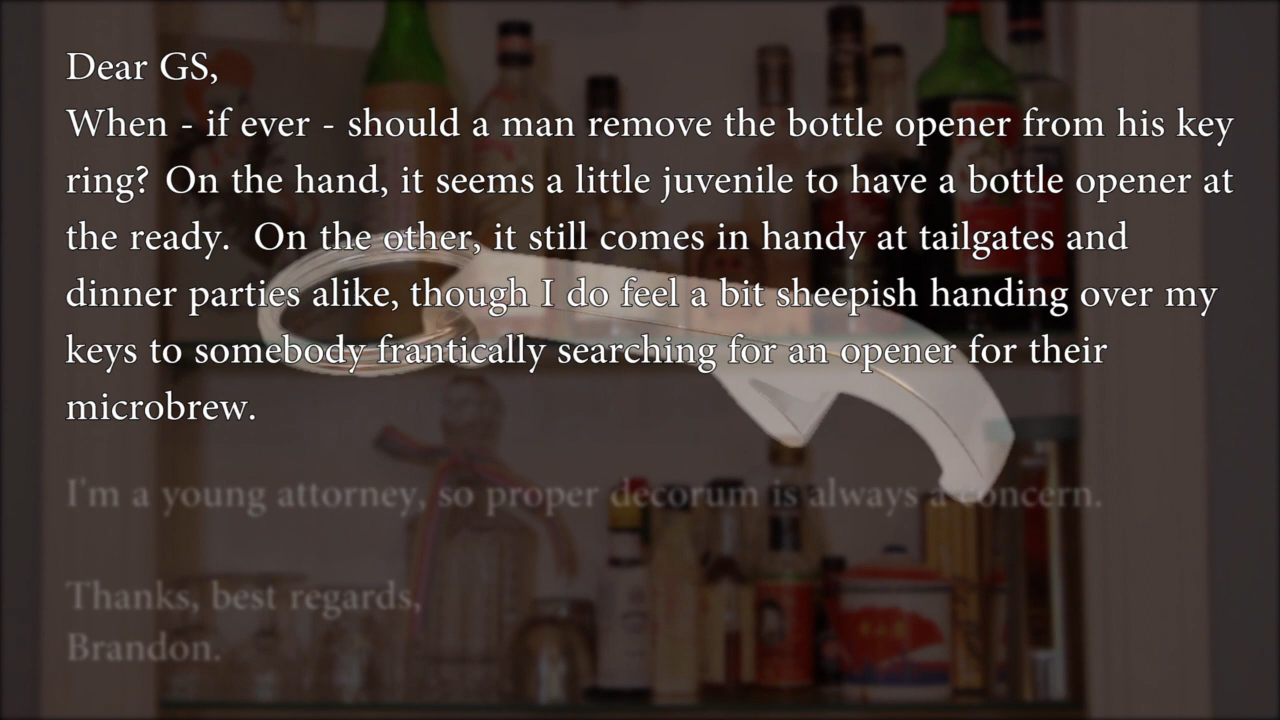 Dear GS,
When - if ever - should a man remove the bottle opener from his key
ring? On the hand, it seems a little juvenile to have a bottle opener at
the ready. On the other, it still comes in handy at tailgates and
dinner parties alike, though I do feel a bit sheepish handing over my
keys to somebody frantically searching for an opener for their
microbrew.
I'm a young attorney, so proper decorum is always a concern.
Thanks, best regards,
Brandon.